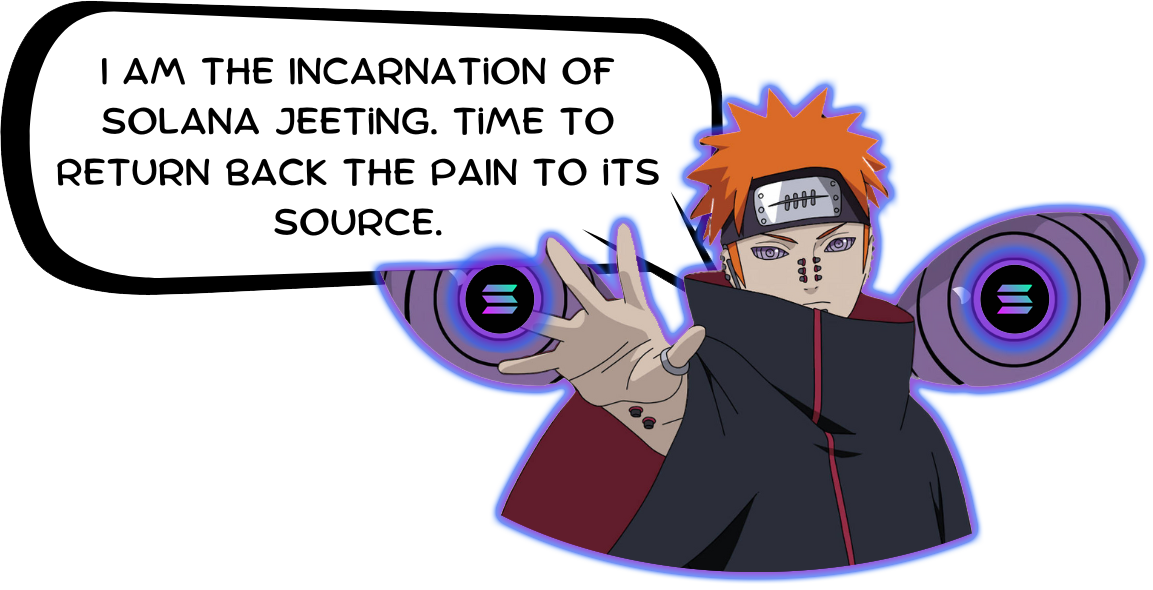 I AM THE INCARNATION OF
SOLANA JEETING. TIME TO
RETURN BACK THE PAIN TO ITS
SOURCE.